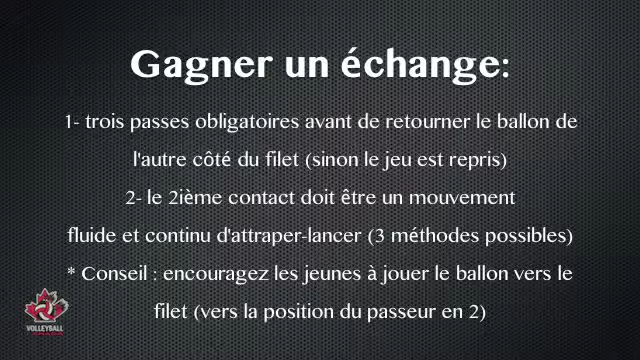 Gagner un échange:
1- trois passes obligatoires avant de retourner le ballon de
l'autre côté du filet (sinon le jeu est repris)
2- le 2ième contact doit être un mouvement
fluide et continu d'attraper-lancer (3 méthodes possibles)
* Conseil : encouragez les jeunes à jouer le ballon vers le
filet (vers la position du passeur en 2)
VOLLEYBALL
CANADA